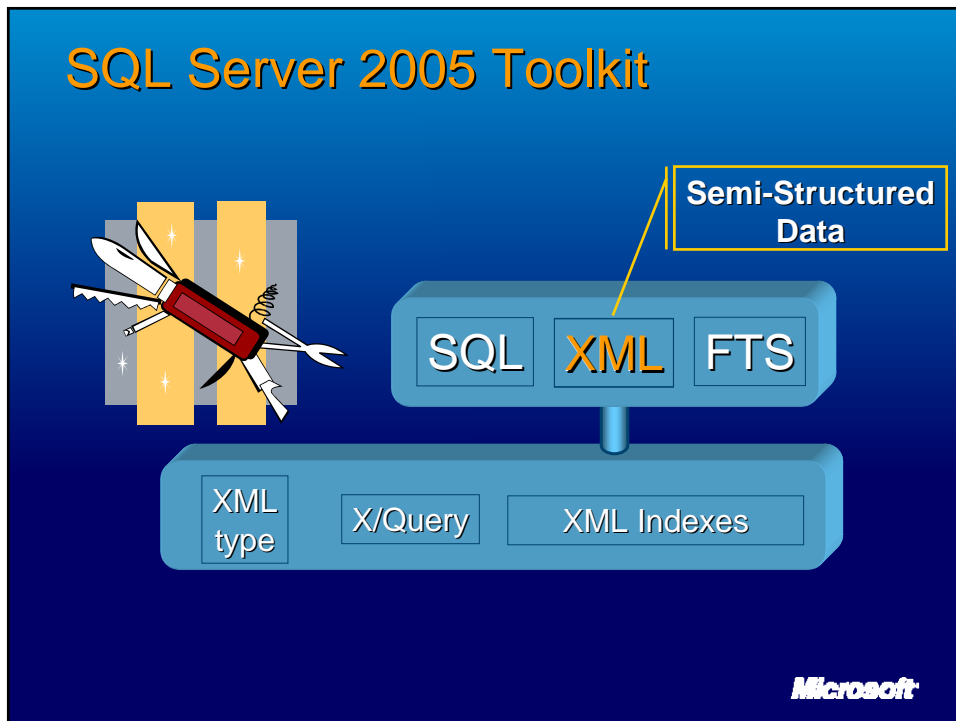 SQL Server 2005 Toolkit
Semi-Structured
Data
SQL
XML
FTS
XML
type
X/Query
XML Indexes
Microsoft